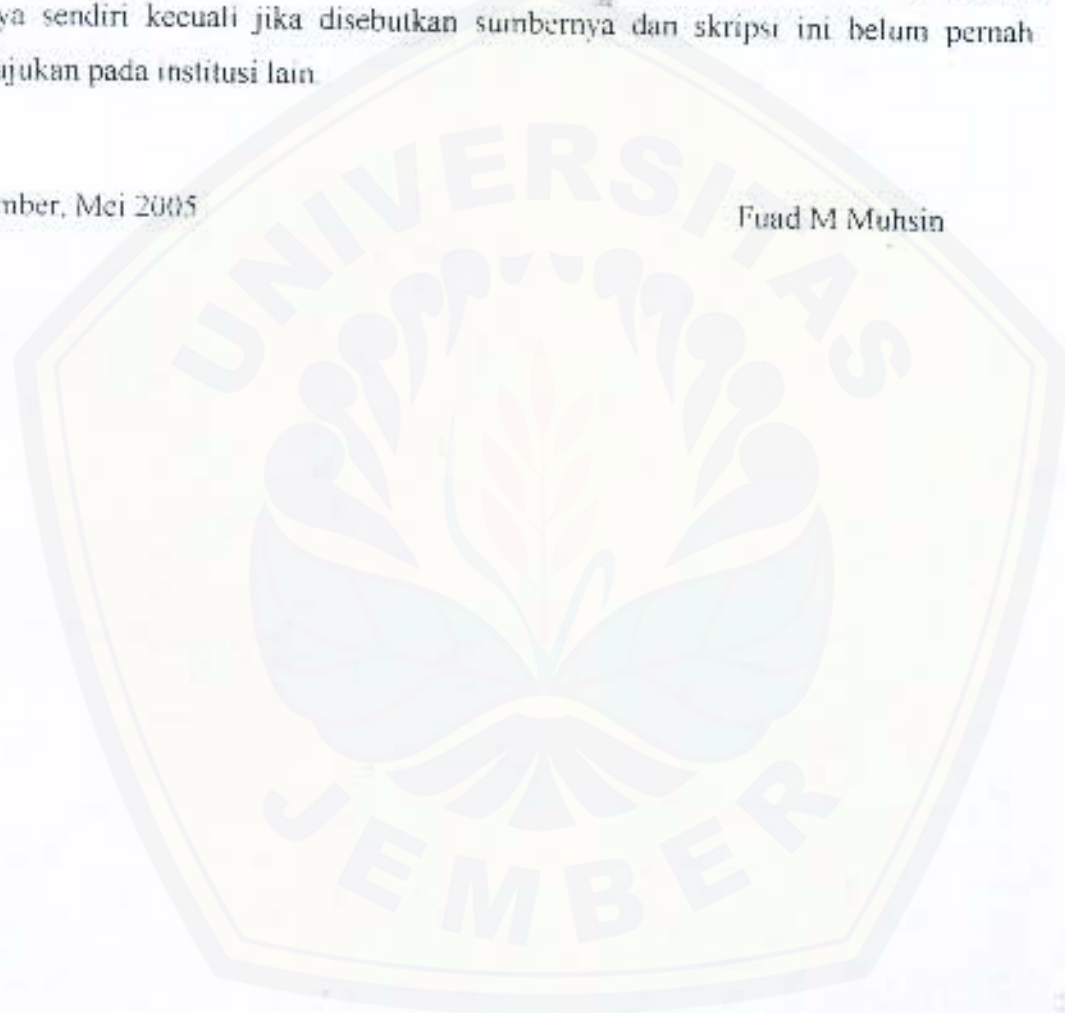 ya sendiri kecuali jika disebutkan sumbernya dan skripsi ini belum pernah
ajukan pada institusi lain
mber, Mei 2005
Fuad M Muhsin
UNIVERSITAS
JEMBER